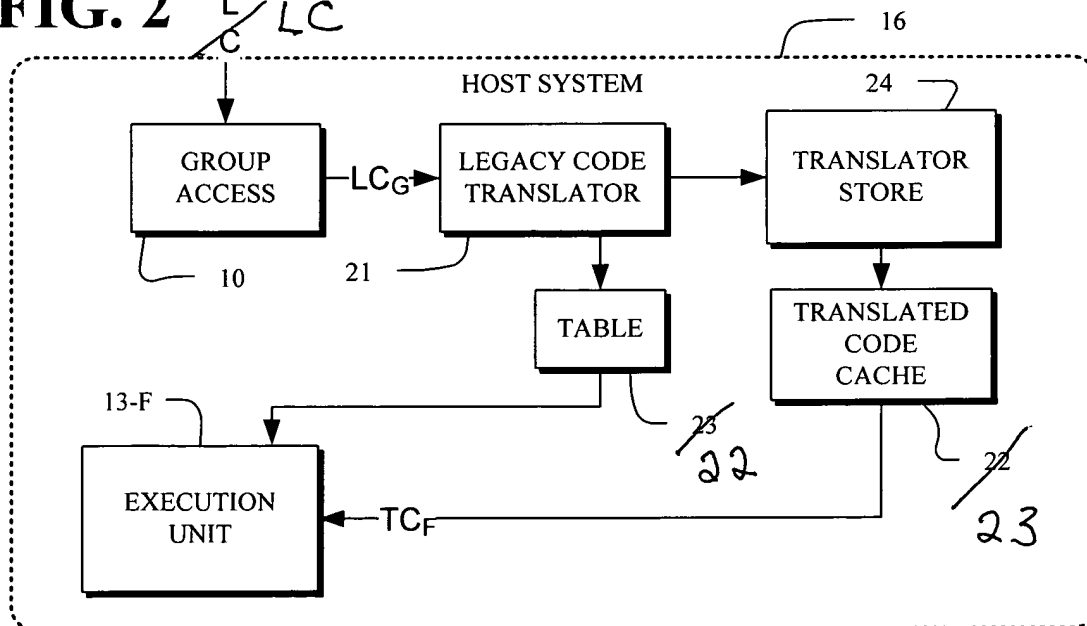 FIG. 2
L
C
LC
16
HOST SYSTEM
24
GROUP
ACCESS
LCG
LEGACY CODE
TRANSLATOR
TRANSLATOR
STORE
10
21
TABLE
TRANSLATED
CODE
CACHE
13-F
23
22
22
23
EXECUTION
UNIT
TCF